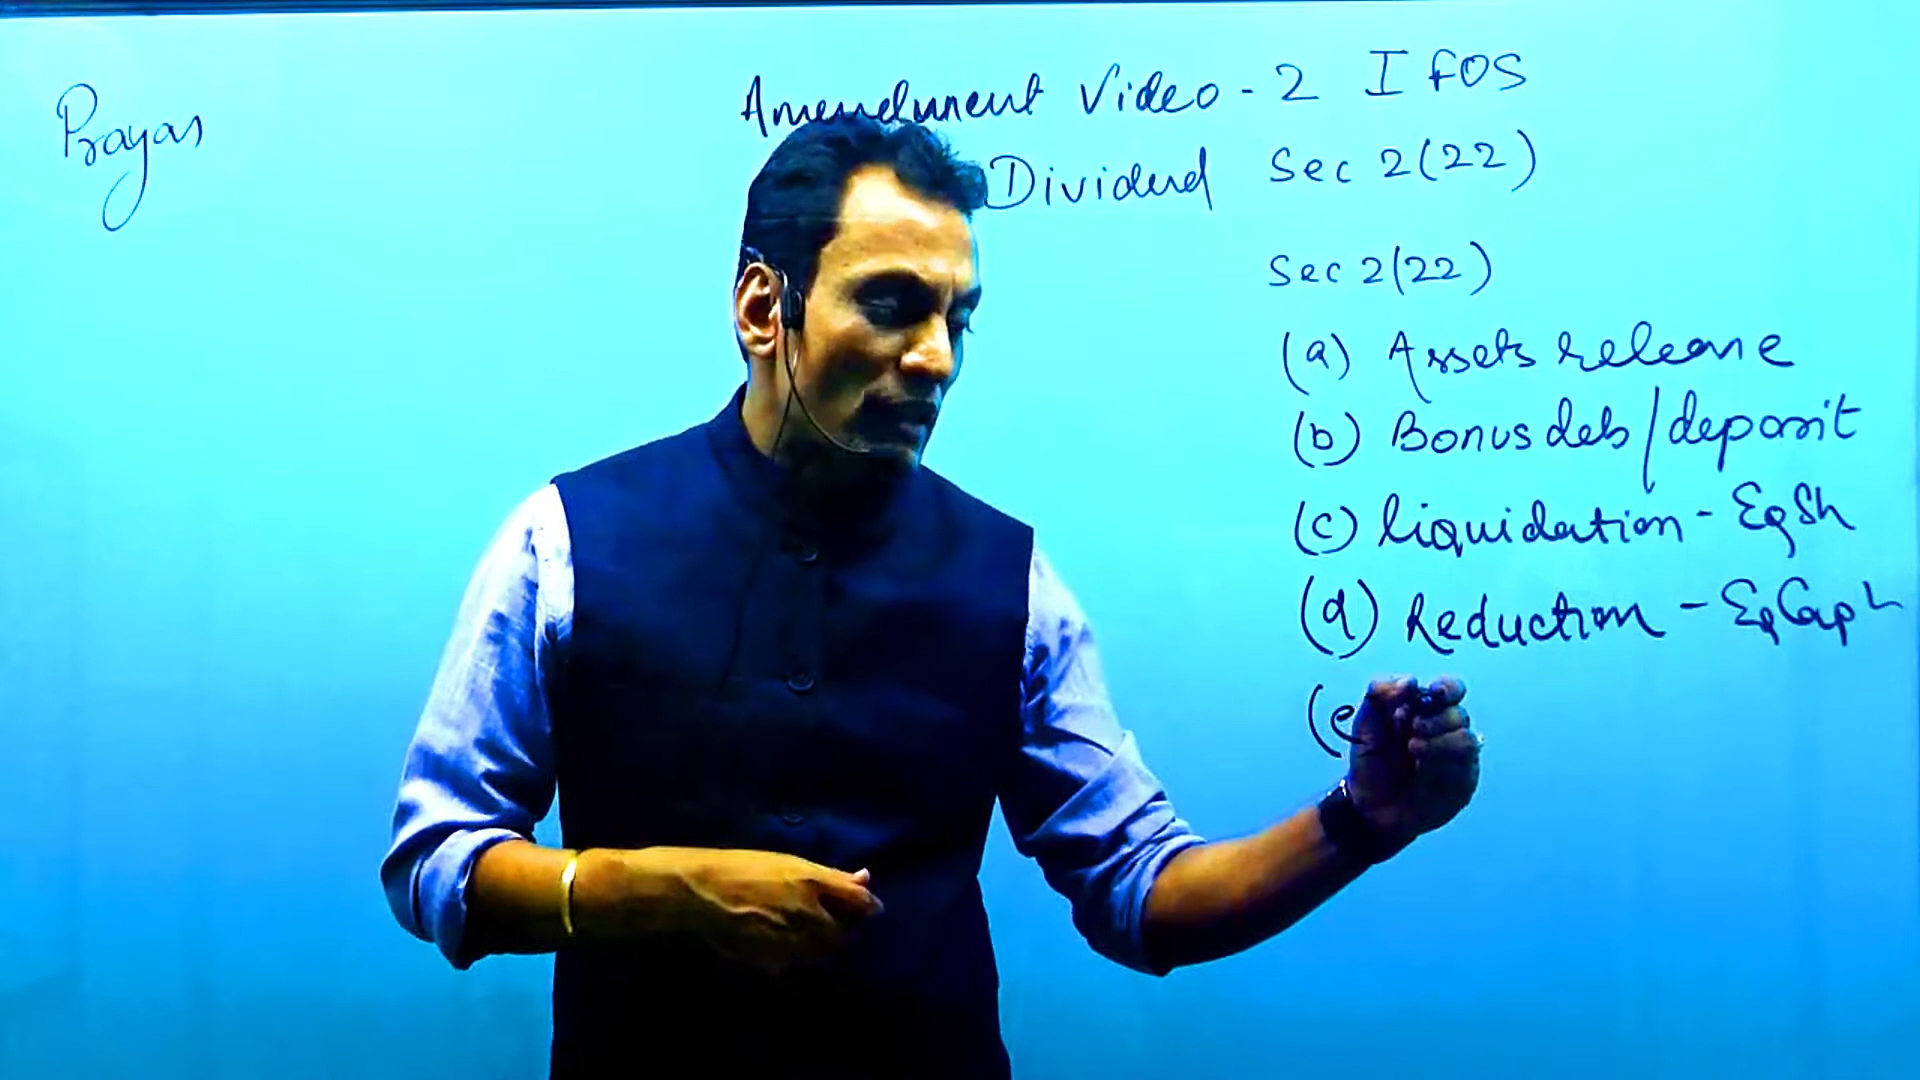 Prayas
Amendment Video - 2 IFOS
Dividend Sec 2(22)
Sec 2(22)
(a) Assets release
(b) Bonus deb/deposit
(c) liquidation - EqSh
(d) Reduction - EqCap
(e